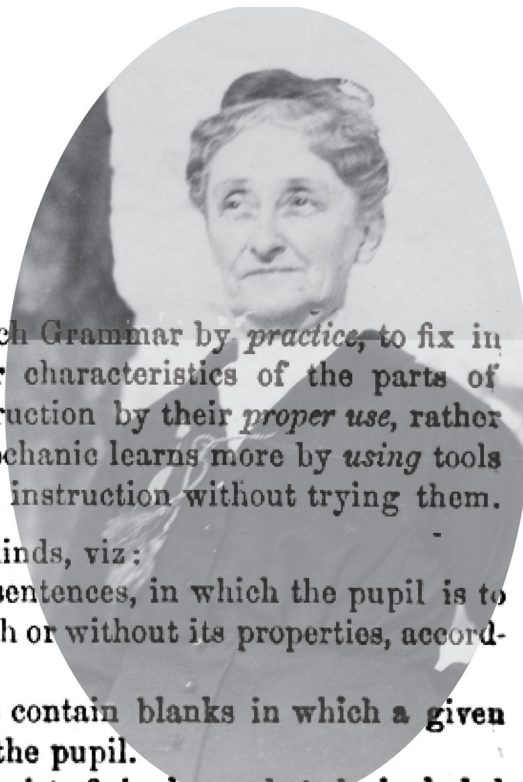 ch Grammar by practice, to fix in
r characteristics of the parts of
ruction by their proper use, rather
echanic learns more by using tools
instruction without trying them.
inds, viz:
sentences, in which the pupil is to
h or without its properties, accord-
contain blanks in which a given
the pupil.